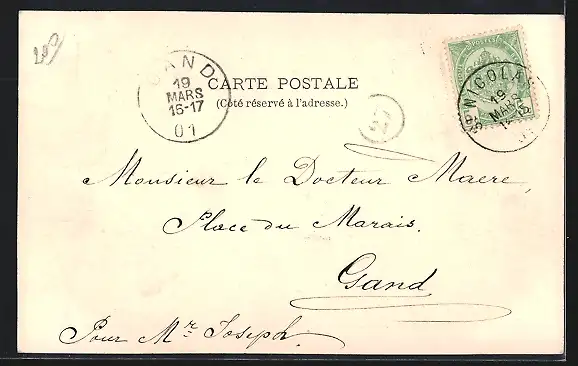 GAND
19
MARS
16-17
01
CARTE POSTALE
(Côté réservé à l'adresse.)
27
NICOLAS
19
MARS
Monsieur le Docteur Maere,
Place du Marais.
Gand
Pour Mr. Joseph.